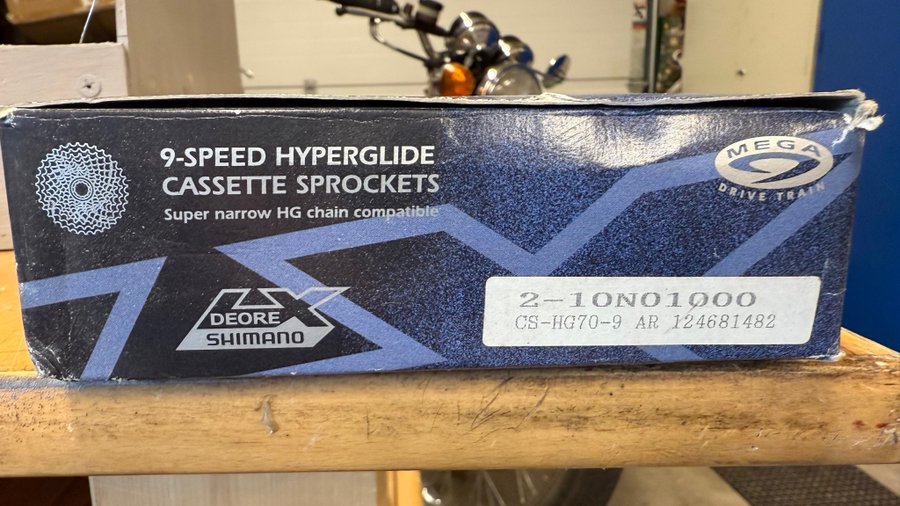 9-SPEED HYPERGLIDE
CASSETTE SPROCKETS
Super narrow HG chain compatible
MEGA
9
DRIVE TRAIN
LX
DEORE
SHIMANO
2-10N01000
CS-HG70-9 AR 124681482